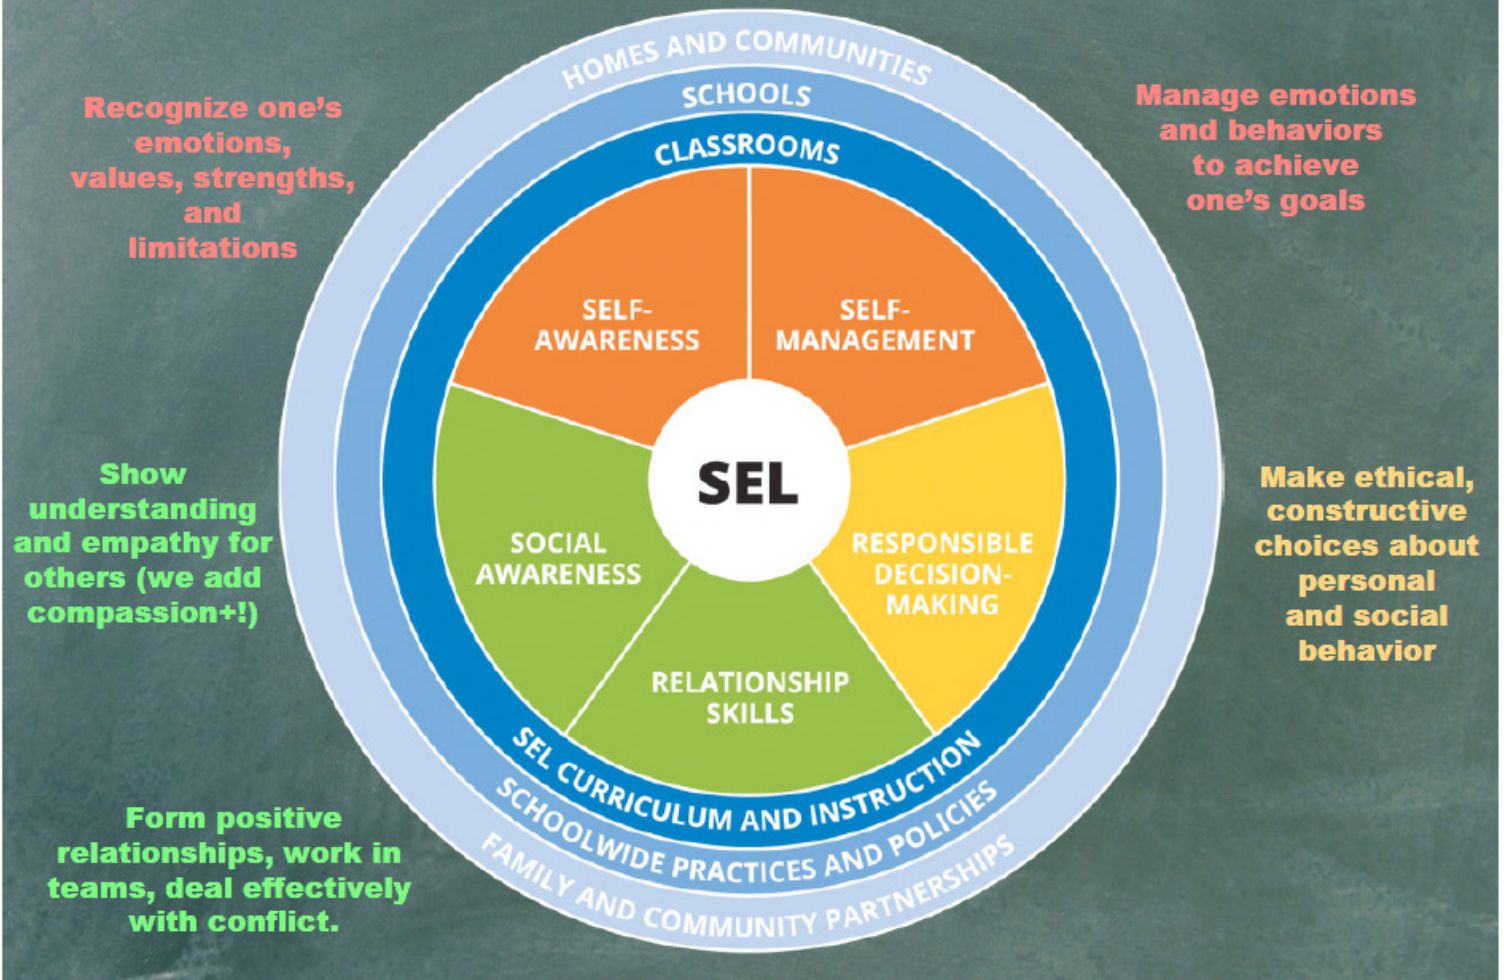 HOMES AND COMMUNITIES
SCHOOLS
CLASSROOMS
Recognize one’s
emotions,
values, strengths,
and
limitations
Manage emotions
and behaviors
to achieve
one’s goals
SELF-
AWARENESS
SELF-
MANAGEMENT
SEL
Show
understanding
and empathy for
others (we add
compassion+!)
SOCIAL
AWARENESS
RESPONSIBLE
DECISION-
MAKING
Make ethical,
constructive
choices about
personal
and social
behavior
RELATIONSHIP
SKILLS
Form positive
relationships, work in
teams, deal effectively
with conflict.
SEL CURRICULUM AND INSTRUCTION
SCHOOLWIDE PRACTICES AND POLICIES
FAMILY AND COMMUNITY PARTNERSHIPS